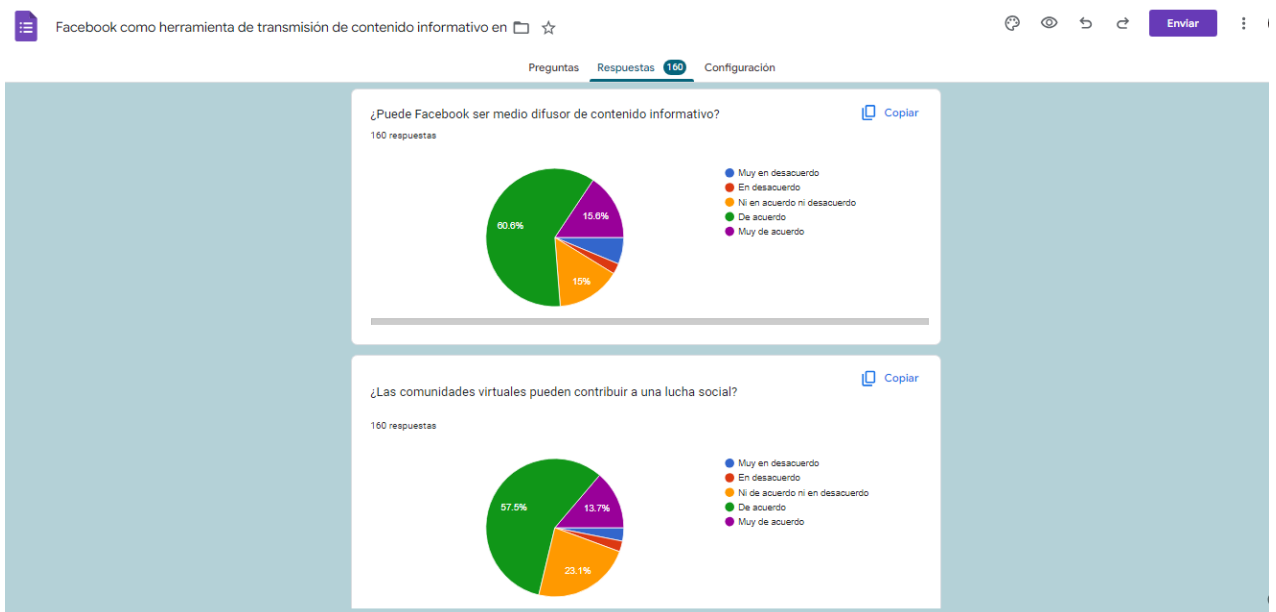 Facebook como herramienta de transmisión de contenido informativo en
Enviar
Preguntas Respuestas 160 Configuración
¿Puede Facebook ser medio difusor de contenido informativo?
Copiar
160 respuestas
Muy en desacuerdo
En desacuerdo
Ni en acuerdo ni desacuerdo
De acuerdo
Muy de acuerdo
60.6%
15.6%
15%
¿Las comunidades virtuales pueden contribuir a una lucha social?
Copiar
160 respuestas
Muy en desacuerdo
En desacuerdo
Ni de acuerdo ni en desacuerdo
De acuerdo
Muy de acuerdo
57.5%
13.7%
23.1%